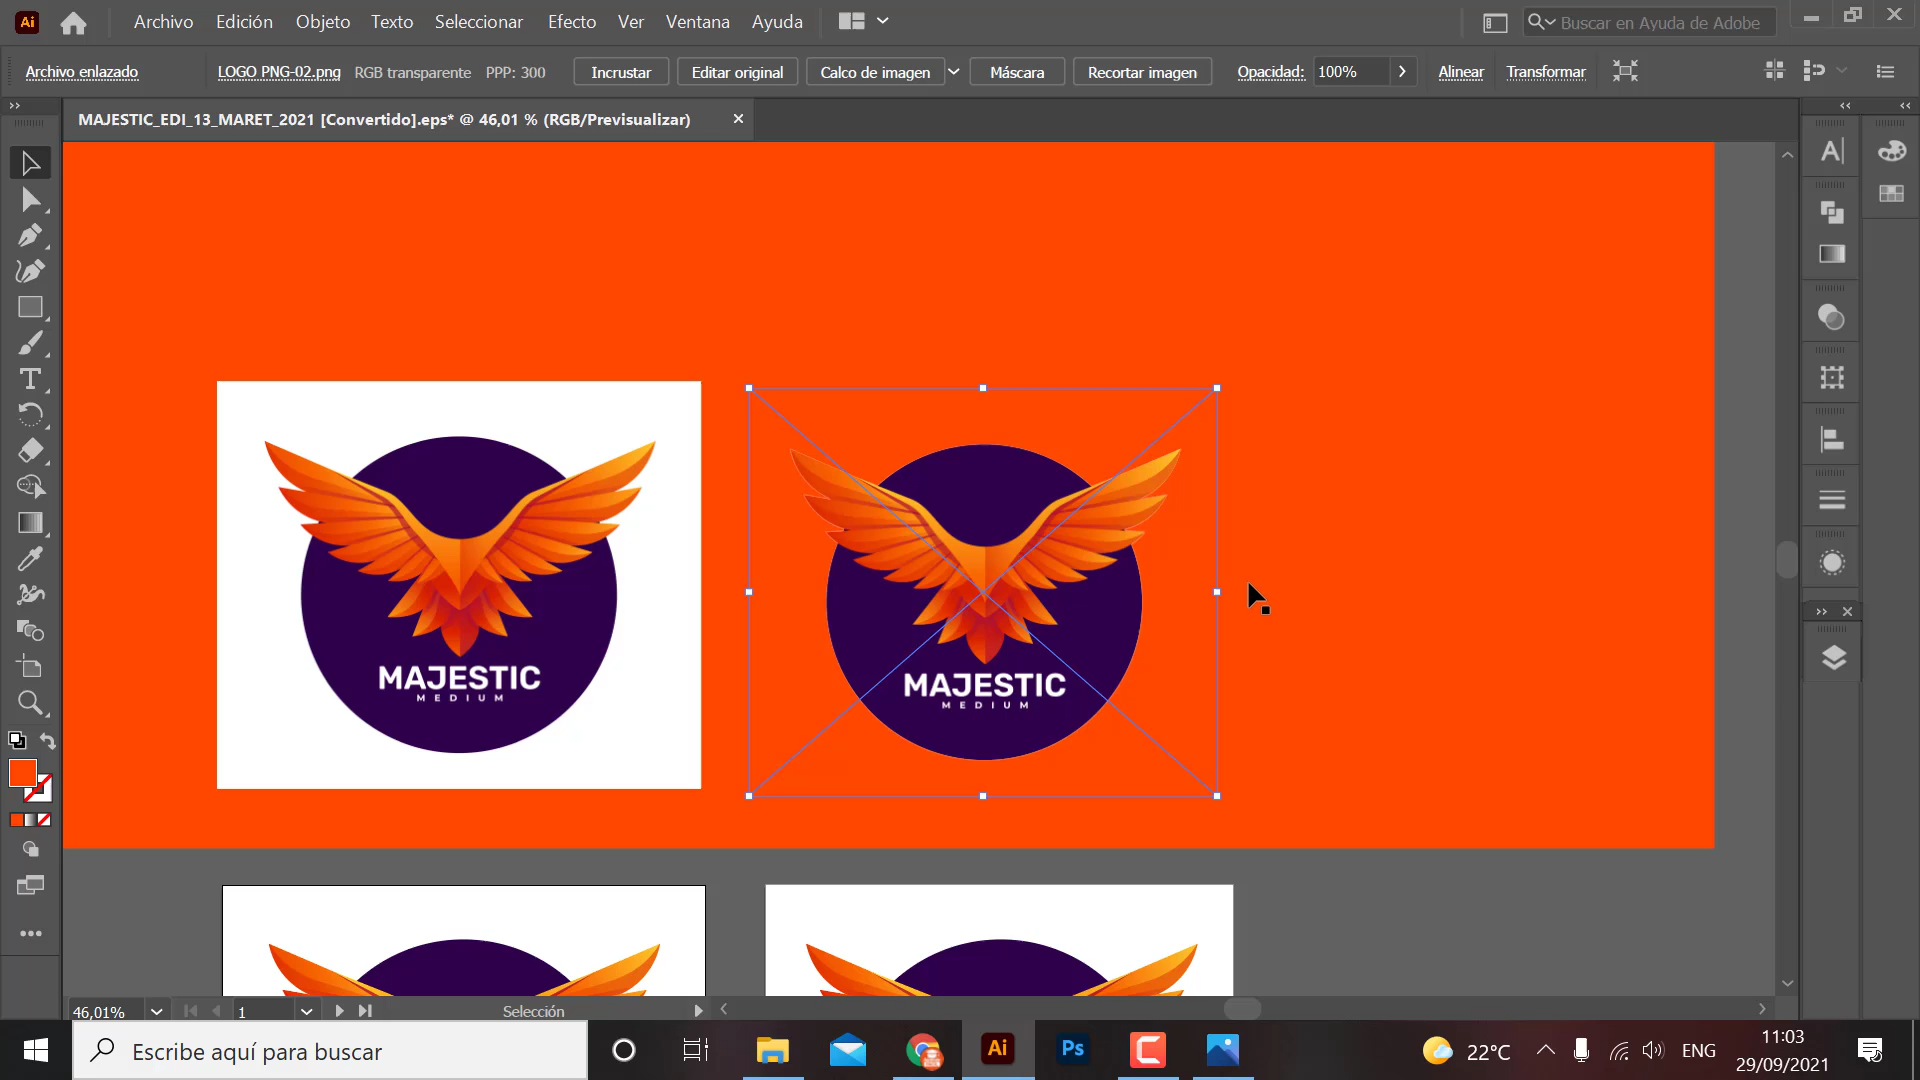 Ai Archivo Edición Objeto Texto Seleccionar Efecto Ver Ventana Ayuda Buscar en Ayuda de Adobe
Archivo enlazado LOGO PNG-02.png RGB transparente PPP: 300 Incrustar Editar original Calco de imagen Máscara Recortar imagen Opacidad: 100% Alinear Transformar
MAJESTIC_EDI_13_MARET_2021 [Convertido].eps* @ 46,01 % (RGB/Previsualizar)
MAJESTIC
MEDIUM
MAJESTIC
MEDIUM
46,01% 1 Selección
Escribe aquí para buscar Ai Ps 22°C ENG 11:03
29/09/2021